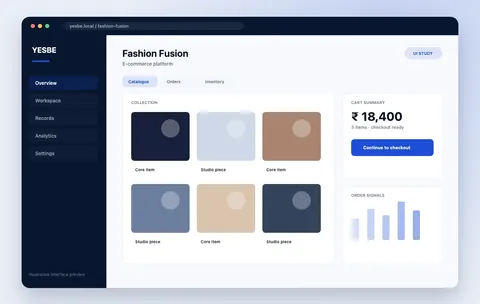 yesbe.local / fashion-fusion
YESBE
Overview
Workspace
Records
Analytics
Settings
Illustrative interface preview
Fashion Fusion
E-commerce platform
UI STUDY
Catalogue
Orders
Inventory
COLLECTION
Core item
Studio piece
Core item
Studio piece
Core item
Studio piece
CART SUMMARY
₹ 18,400
3 items · checkout ready
Continue to checkout
ORDER SIGNALS